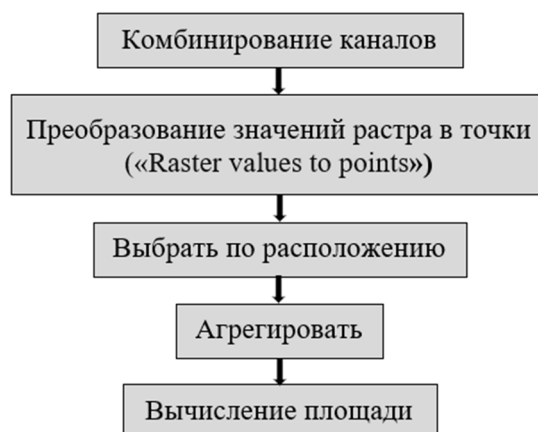 Комбинирование каналов
Преобразование значений растра в точки
(«Raster values to points»)
Выбрать по расположению
Агрегировать
Вычисление площади